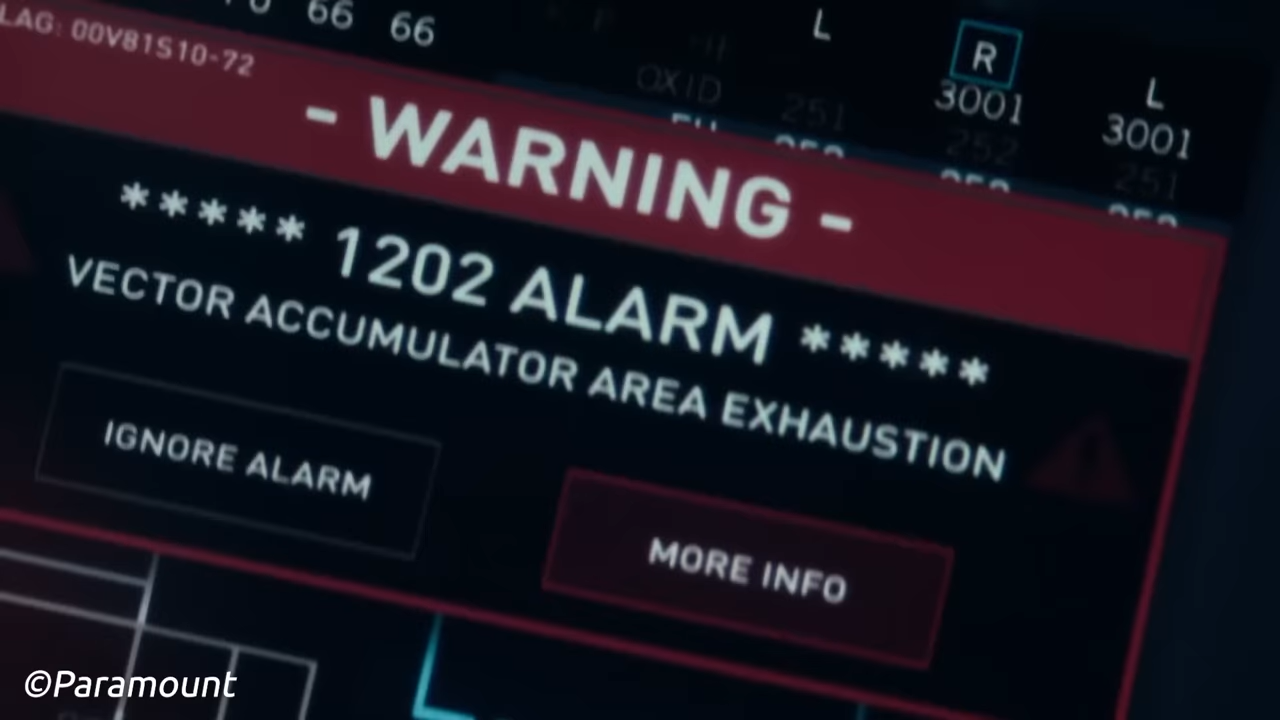 66 66
L
R
L
LAG: 00V81S10-72
OXID
251
3001
3001
252
251
- WARNING -
***** 1202 ALARM *****
VECTOR ACCUMULATOR AREA EXHAUSTION
IGNORE ALARM
MORE INFO
©Paramount